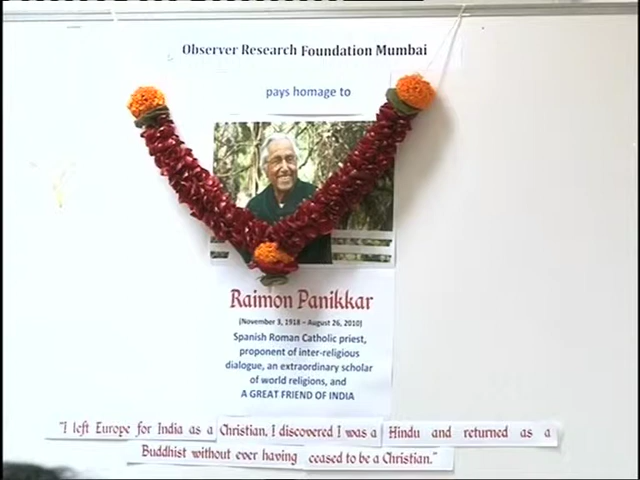 Observer Research Foundation Mumbai
pays homage to
Raimon Panikkar
(November 3, 1918 – August 26, 2010)
Spanish Roman Catholic priest,
proponent of inter-religious
dialogue, an extraordinary scholar
of world religions, and
A GREAT FRIEND OF INDIA
"I left Europe for India as a Christian, I discovered I was a Hindu and returned as a
Buddhist without ever having ceased to be a Christian."